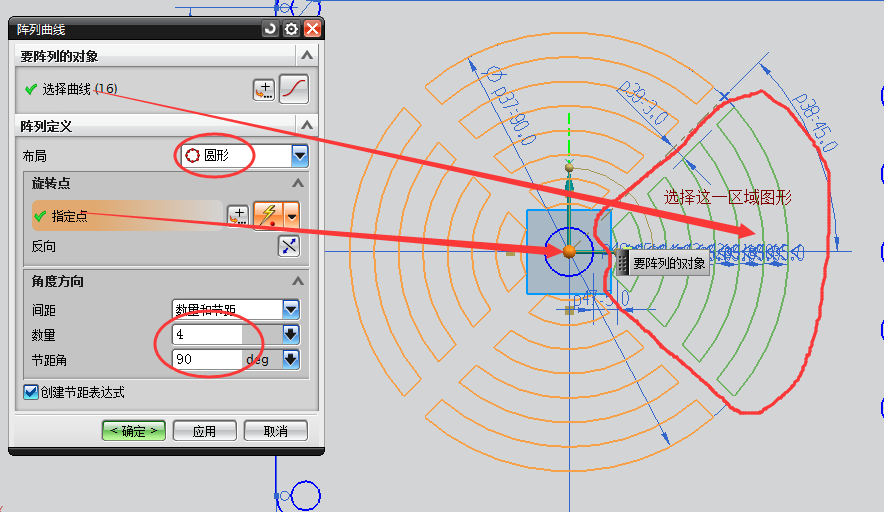 阵列曲线
要阵列的对象
选择曲线 (16)
阵列定义
布局
圆形
旋转点
指定点
反向
角度方向
间距
数量和节距
数量
4
节距角
90
deg
创建节距表达式
< 确定 >
应用
取消
Ø p37:90.0
p39:3.0
p38:45.0
选择这一区域图形
要阵列的对象